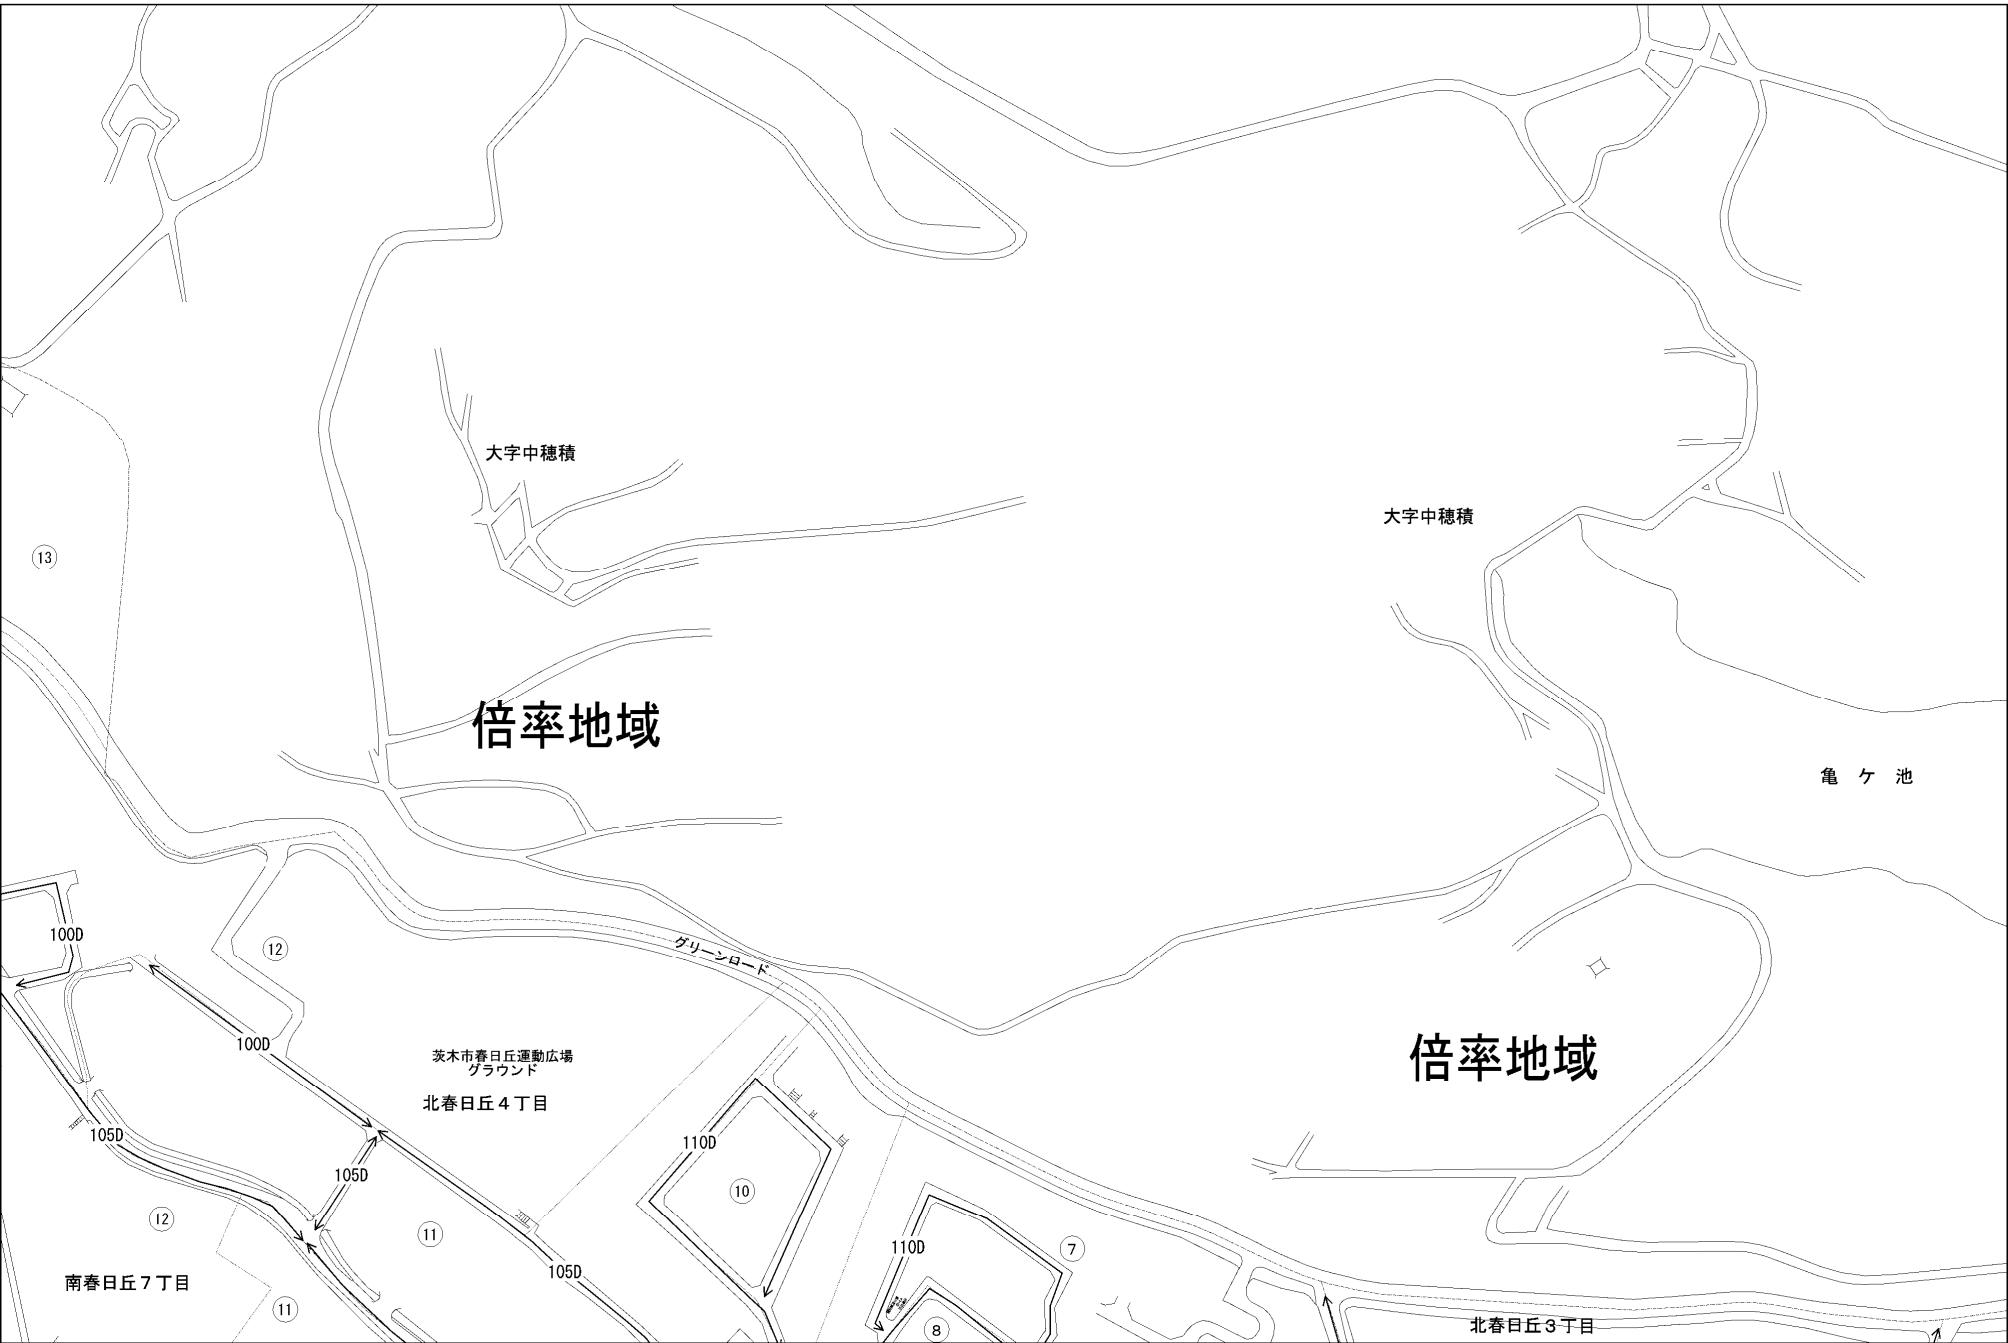 大字中穂積
大字中穂積
⑬
倍率地域
亀ケ池
100D
⑫
グリーンロード
100D
茨木市春日丘運動広場
グラウンド
北春日丘4丁目
倍率地域
105D
110D
105D
⑩
⑫
⑪
110D
⑦
105D
南春日丘7丁目
⑪
⑧
北春日丘3丁目